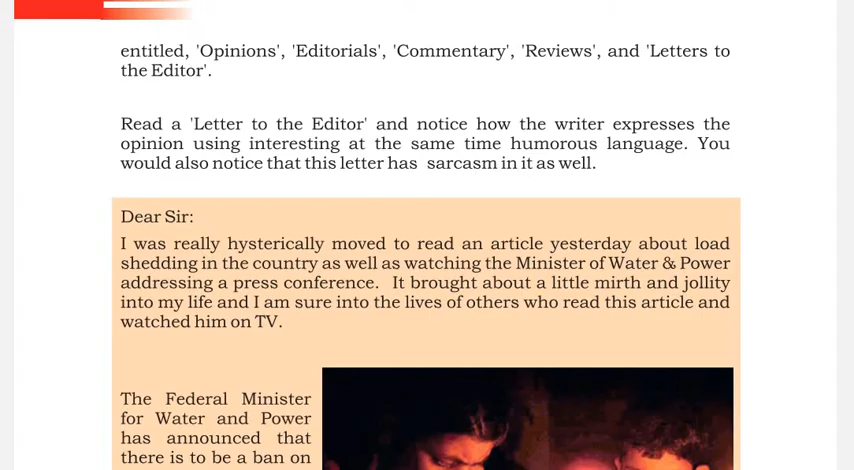 entitled, 'Opinions', 'Editorials', 'Commentary', 'Reviews', and 'Letters to
the Editor'.
Read a 'Letter to the Editor' and notice how the writer expresses the
opinion using interesting at the same time humorous language. You
would also notice that this letter has sarcasm in it as well.
Dear Sir:
I was really hysterically moved to read an article yesterday about load
shedding in the country as well as watching the Minister of Water & Power
addressing a press conference. It brought about a little mirth and jollity
into my life and I am sure into the lives of others who read this article and
watched him on TV.
The Federal Minister
for Water and Power
has announced that
there is to be a ban on